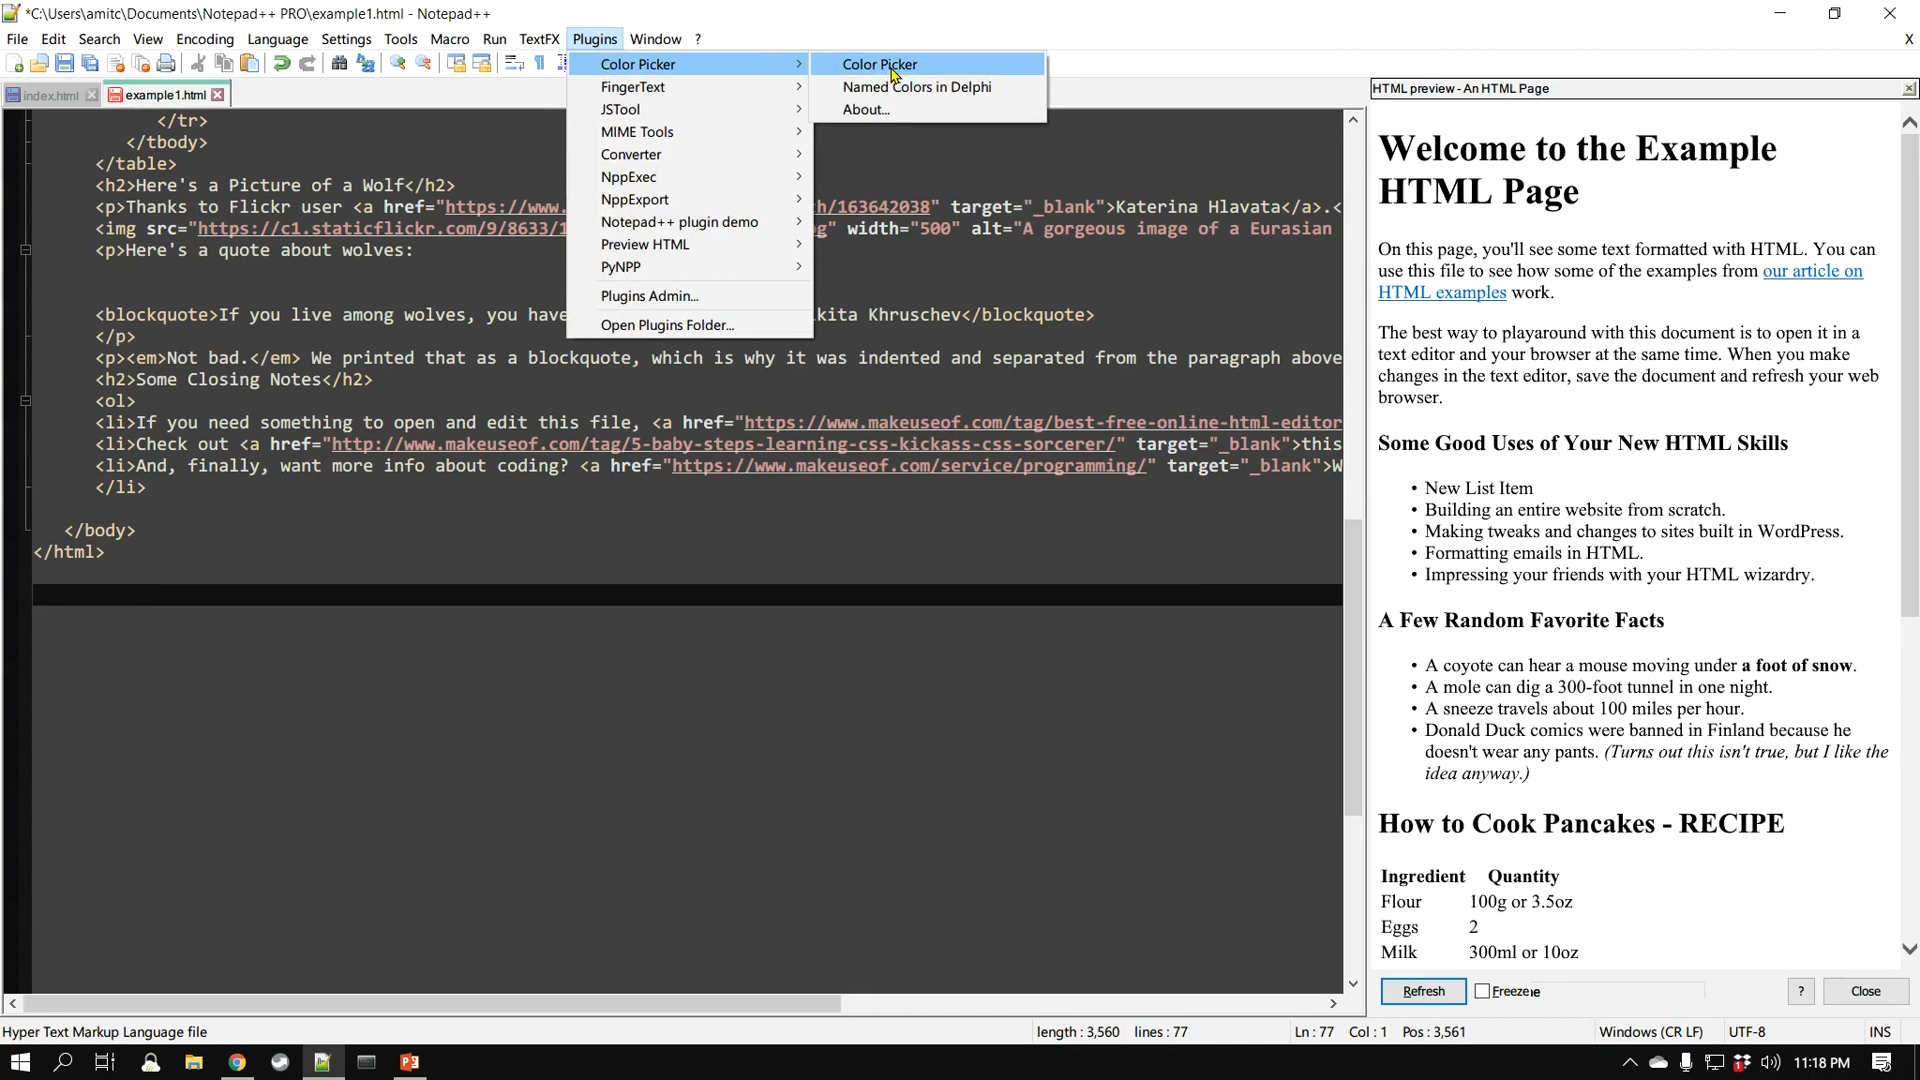 *C:\Users\amitc\Documents\Notepad++ PRO\example1.html - Notepad++
File Edit Search View Encoding Language Settings Tools Macro Run TextFX Plugins Window ?
X
index.html example1.html
Color Picker
FingerText
JSTool
MIME Tools
Converter
NppExec
NppExport
Notepad++ plugin demo
Preview HTML
PyNPP
Plugins Admin...
Open Plugins Folder...
Color Picker
Named Colors in Delphi
About...
</tr>
</tbody>
</table>
<h2>Here's a Picture of a Wolf</h2>
<p>Thanks to Flickr user <a href="https://www. h/163642038" target="_blank">Katerina Hlavata</a>.<
<img src="https://c1.staticflickr.com/9/8633/1 g" width="500" alt="A gorgeous image of a Eurasian
<p>Here's a quote about wolves:
<blockquote>If you live among wolves, you have kita Khruschev</blockquote>
</p>
<p><em>Not bad.</em> We printed that as a blockquote, which is why it was indented and separated from the paragraph above
<h2>Some Closing Notes</h2>
<ol>
<li>If you need something to open and edit this file, <a href="https://www.makeuseof.com/tag/best-free-online-html-editor
<li>Check out <a href="http://www.makeuseof.com/tag/5-baby-steps-learning-css-kickass-css-sorcerer/" target="_blank">this
<li>And, finally, want more info about coding? <a href="https://www.makeuseof.com/service/programming/" target="_blank">W
</li>
</body>
</html>
HTML preview - An HTML Page
Welcome to the Example
HTML Page
On this page, you'll see some text formatted with HTML. You can
use this file to see how some of the examples from our article on
HTML examples work.
The best way to playaround with this document is to open it in a
text editor and your browser at the same time. When you make
changes in the text editor, save the document and refresh your web
browser.
Some Good Uses of Your New HTML Skills
• New List Item
• Building an entire website from scratch.
• Making tweaks and changes to sites built in WordPress.
• Formatting emails in HTML.
• Impressing your friends with your HTML wizardry.
A Few Random Favorite Facts
• A coyote can hear a mouse moving under a foot of snow.
• A mole can dig a 300-foot tunnel in one night.
• A sneeze travels about 100 miles per hour.
• Donald Duck comics were banned in Finland because he
doesn't wear any pants. (Turns out this isn't true, but I like the
idea anyway.)
How to Cook Pancakes - RECIPE
Ingredient Quantity
Flour 100g or 3.5oz
Eggs 2
Milk 300ml or 10oz
Refresh Freeze ? Close
Hyper Text Markup Language file length : 3,560 lines : 77 Ln : 77 Col : 1 Pos : 3,561 Windows (CR LF) UTF-8 INS
11:18 PM